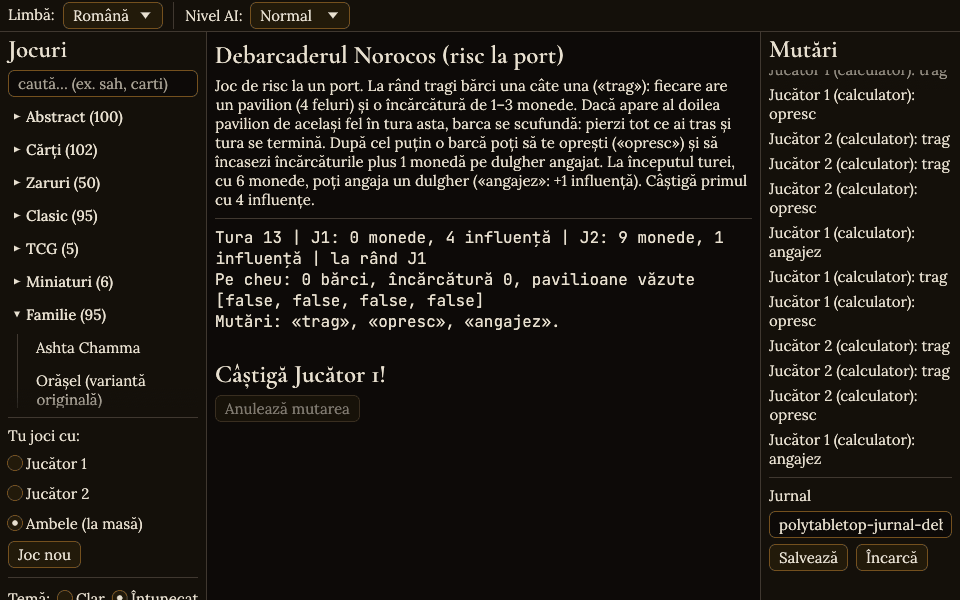 Limbă:
Română
Nivel AI:
Normal
Jocuri
caută... (ex. sah, carti)
Abstract (100)
Cărți (102)
Zaruri (50)
Clasic (95)
TCG (5)
Miniaturi (6)
Familie (95)
Ashta Chamma
Orășel (variantă
originală)
Tu joci cu:
Jucător 1
Jucător 2
Ambele (la masă)
Joc nou
Temă:
Clar
Întunecat
Debarcaderul Norocos (risc la port)
Joc de risc la un port. La rând tragi bărci una câte una («trag»): fiecare are
un pavilion (4 feluri) și o încărcătură de 1–3 monede. Dacă apare al doilea
pavilion de același fel în tura asta, barca se scufundă: pierzi tot ce ai tras și
tura se termină. După cel puțin o barcă poți să te oprești («opresc») și să
încasezi încărcăturile plus 1 monedă pe dulgher angajat. La începutul turei,
cu 6 monede, poți angaja un dulgher («angajez»: +1 influență). Câștigă primul
cu 4 influențe.
Tura 13 | J1: 0 monede, 4 influență | J2: 9 monede, 1
influență | la rând J1
Pe cheu: 0 bărci, încărcătură 0, pavilioane văzute
[false, false, false, false]
Mutări: «trag», «opresc», «angajez».
Câștigă Jucător 1!
Anulează mutarea
Mutări
Jucător 1 (calculator): trag
Jucător 1 (calculator):
opresc
Jucător 2 (calculator): trag
Jucător 2 (calculator): trag
Jucător 2 (calculator):
opresc
Jucător 1 (calculator):
angajez
Jucător 1 (calculator): trag
Jucător 1 (calculator):
opresc
Jucător 2 (calculator): trag
Jucător 2 (calculator): trag
Jucător 2 (calculator):
opresc
Jucător 1 (calculator):
angajez
Jurnal
polytabletop-jurnal-deb
Salvează
Încarcă